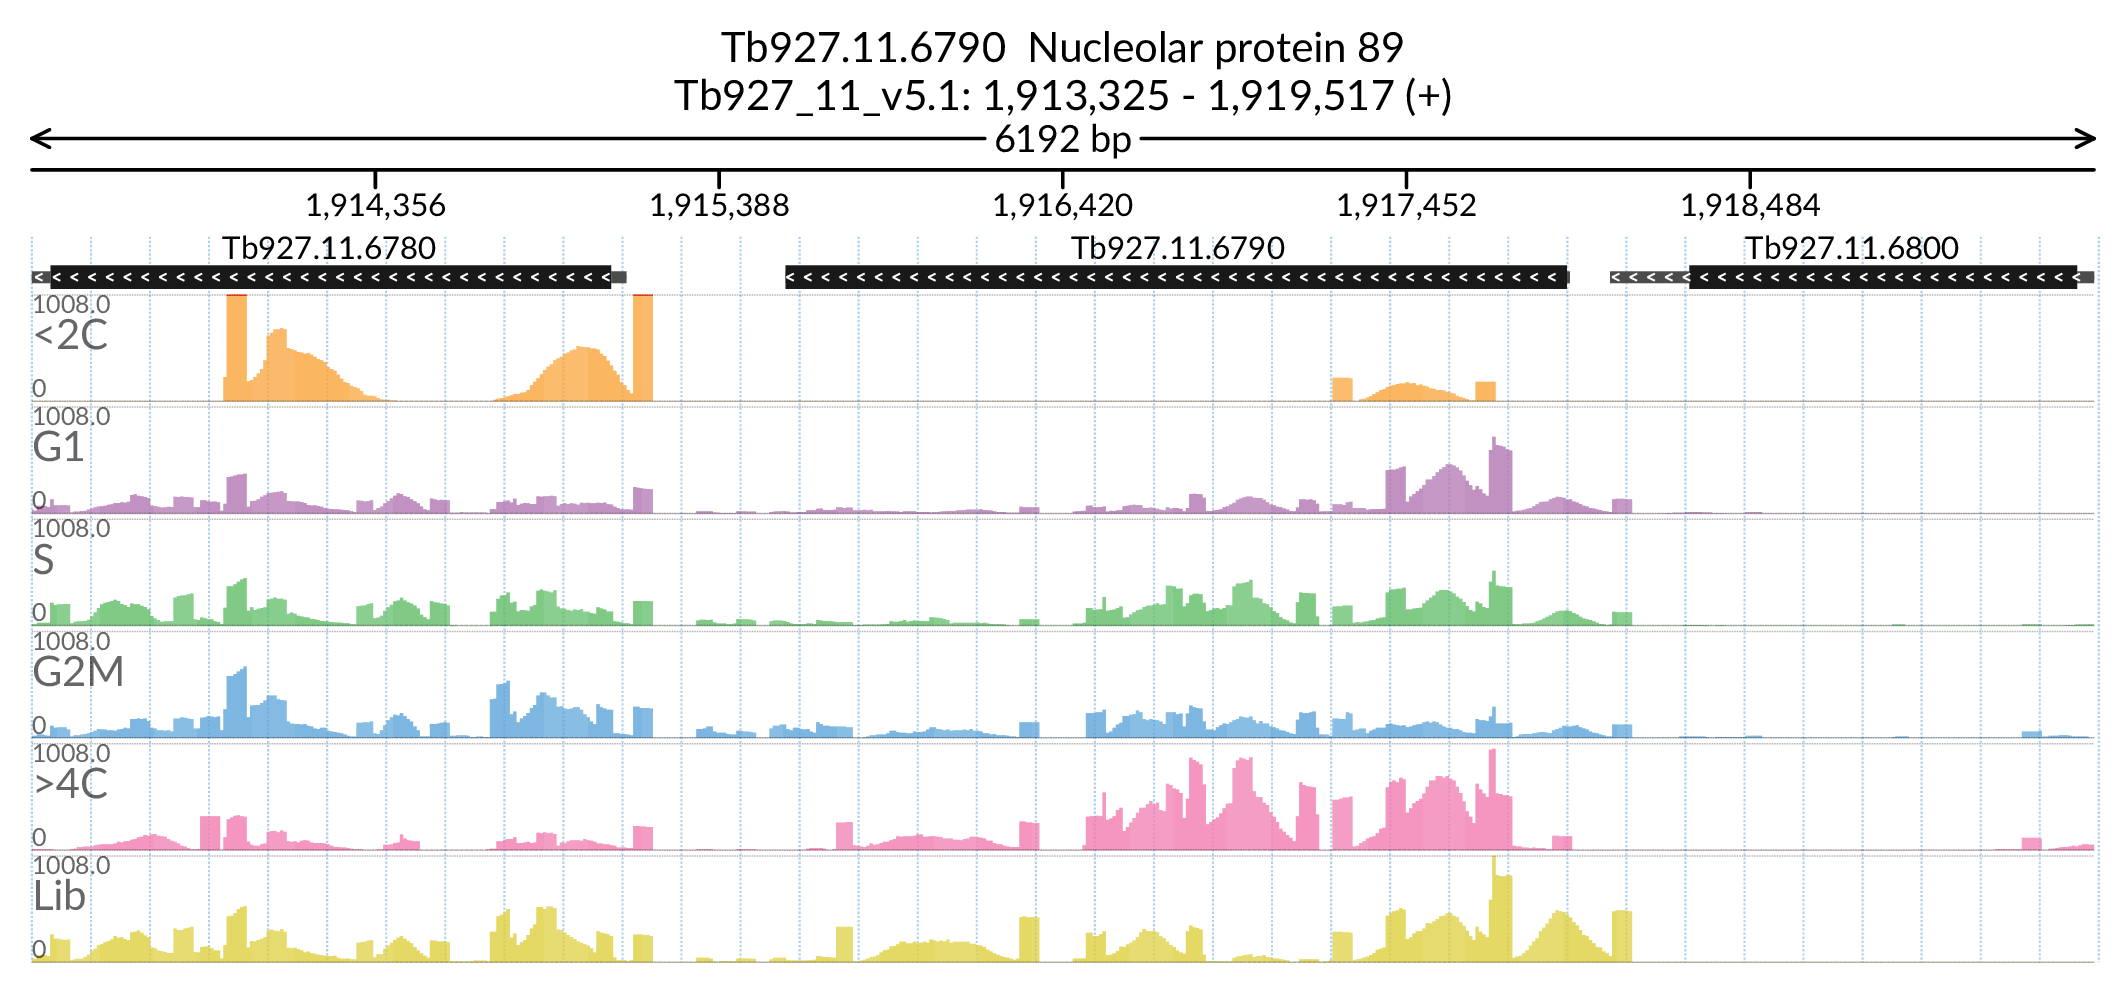 Tb927.11.6790  Nucleolar protein 89
Tb927_11_v5.1: 1,913,325 - 1,919,517 (+)
6192 bp
1,914,356 1,915,388 1,916,420 1,917,452 1,918,484
Tb927.11.6780 Tb927.11.6790 Tb927.11.6800
1008.0
<2C
0
1008.0
G1
0
1008.0
S
0
1008.0
G2M
0
1008.0
>4C
0
1008.0
Lib
0